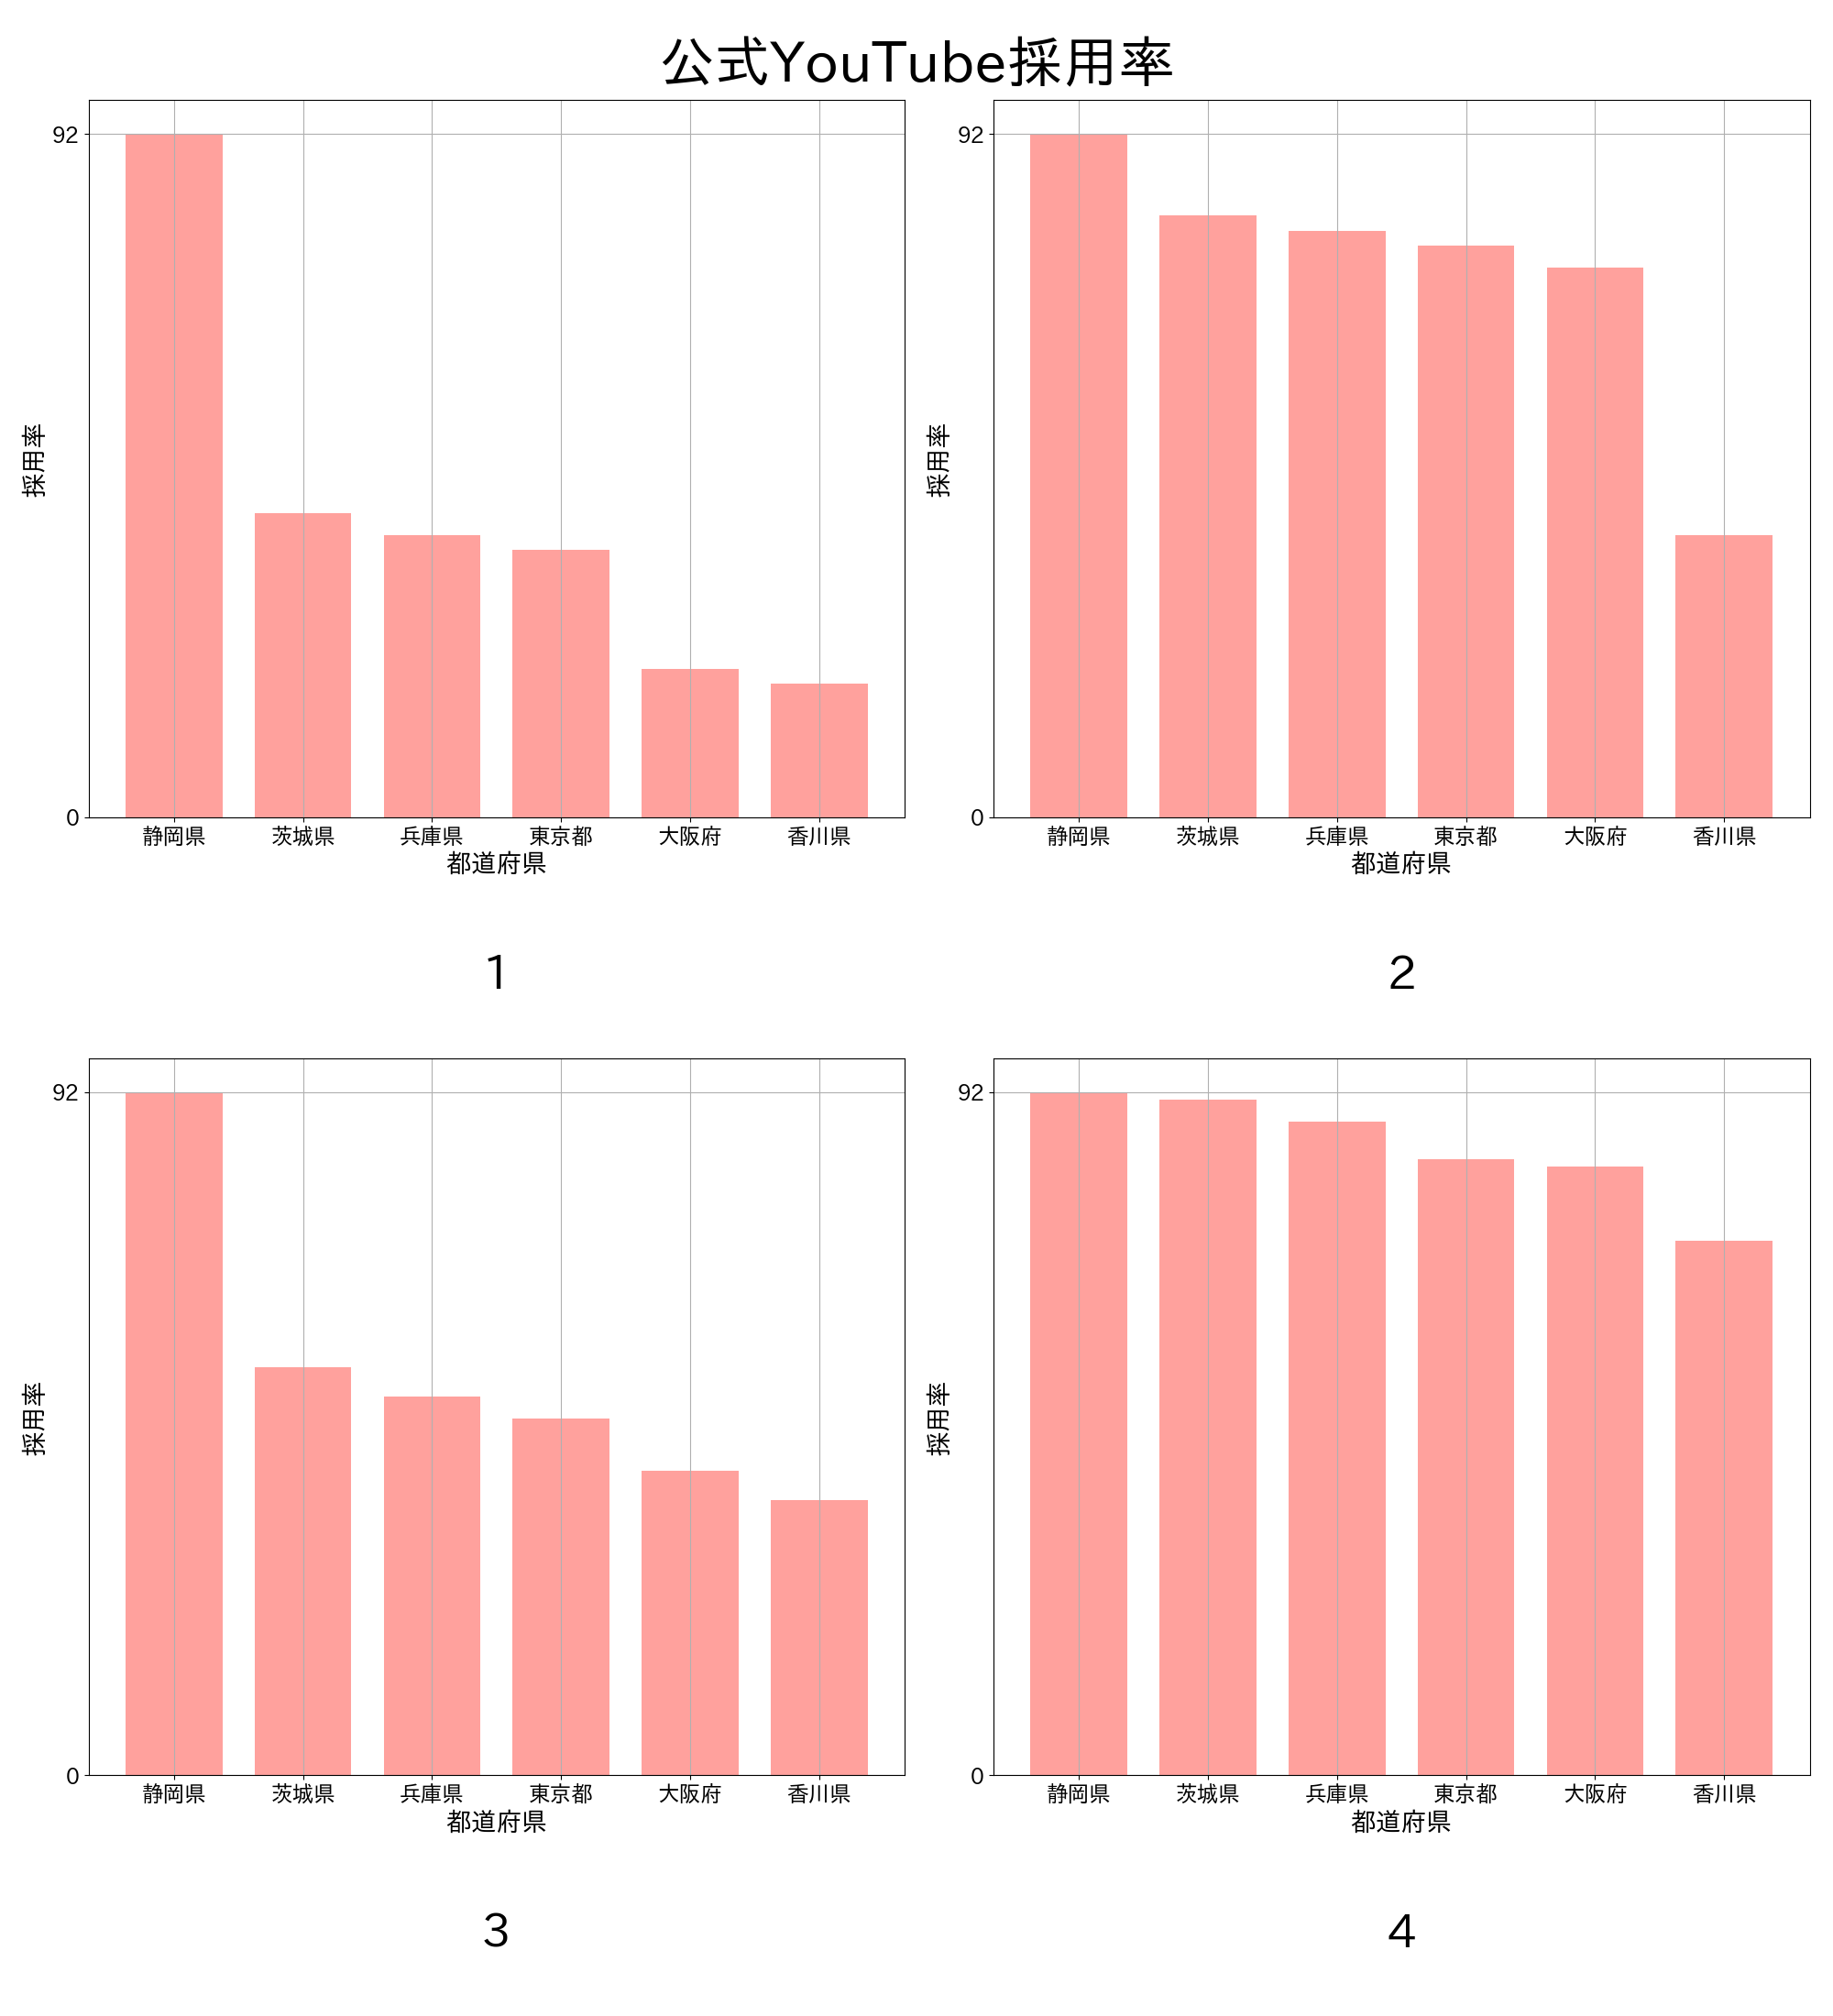 公式YouTube採用率
92
採用率
0
静岡県 茨城県 兵庫県 東京都 大阪府 香川県
都道府県
1
92
採用率
0
静岡県 茨城県 兵庫県 東京都 大阪府 香川県
都道府県
2
92
採用率
0
静岡県 茨城県 兵庫県 東京都 大阪府 香川県
都道府県
3
92
採用率
0
静岡県 茨城県 兵庫県 東京都 大阪府 香川県
都道府県
4